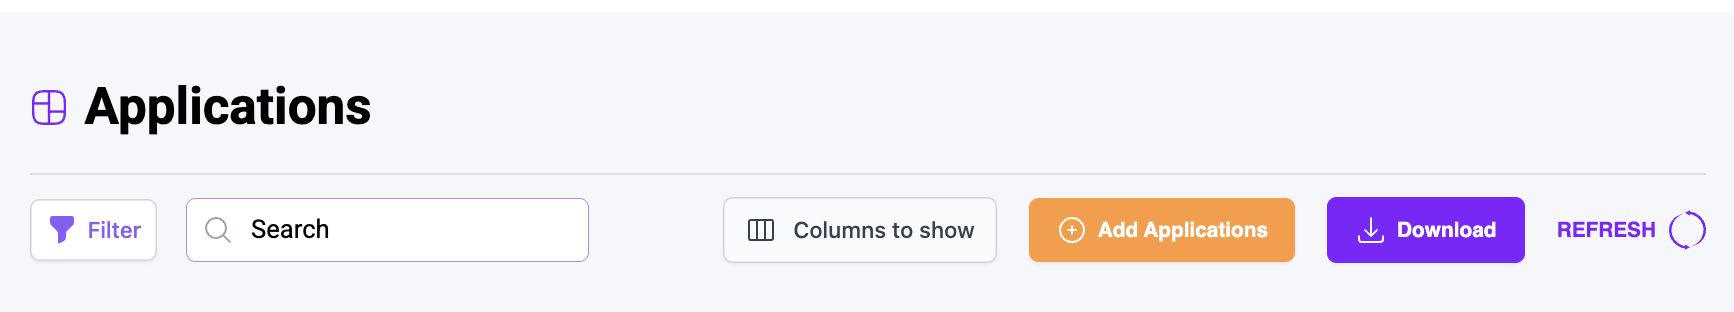 Applications
Filter
Search
Columns to show
Add Applications
Download
REFRESH